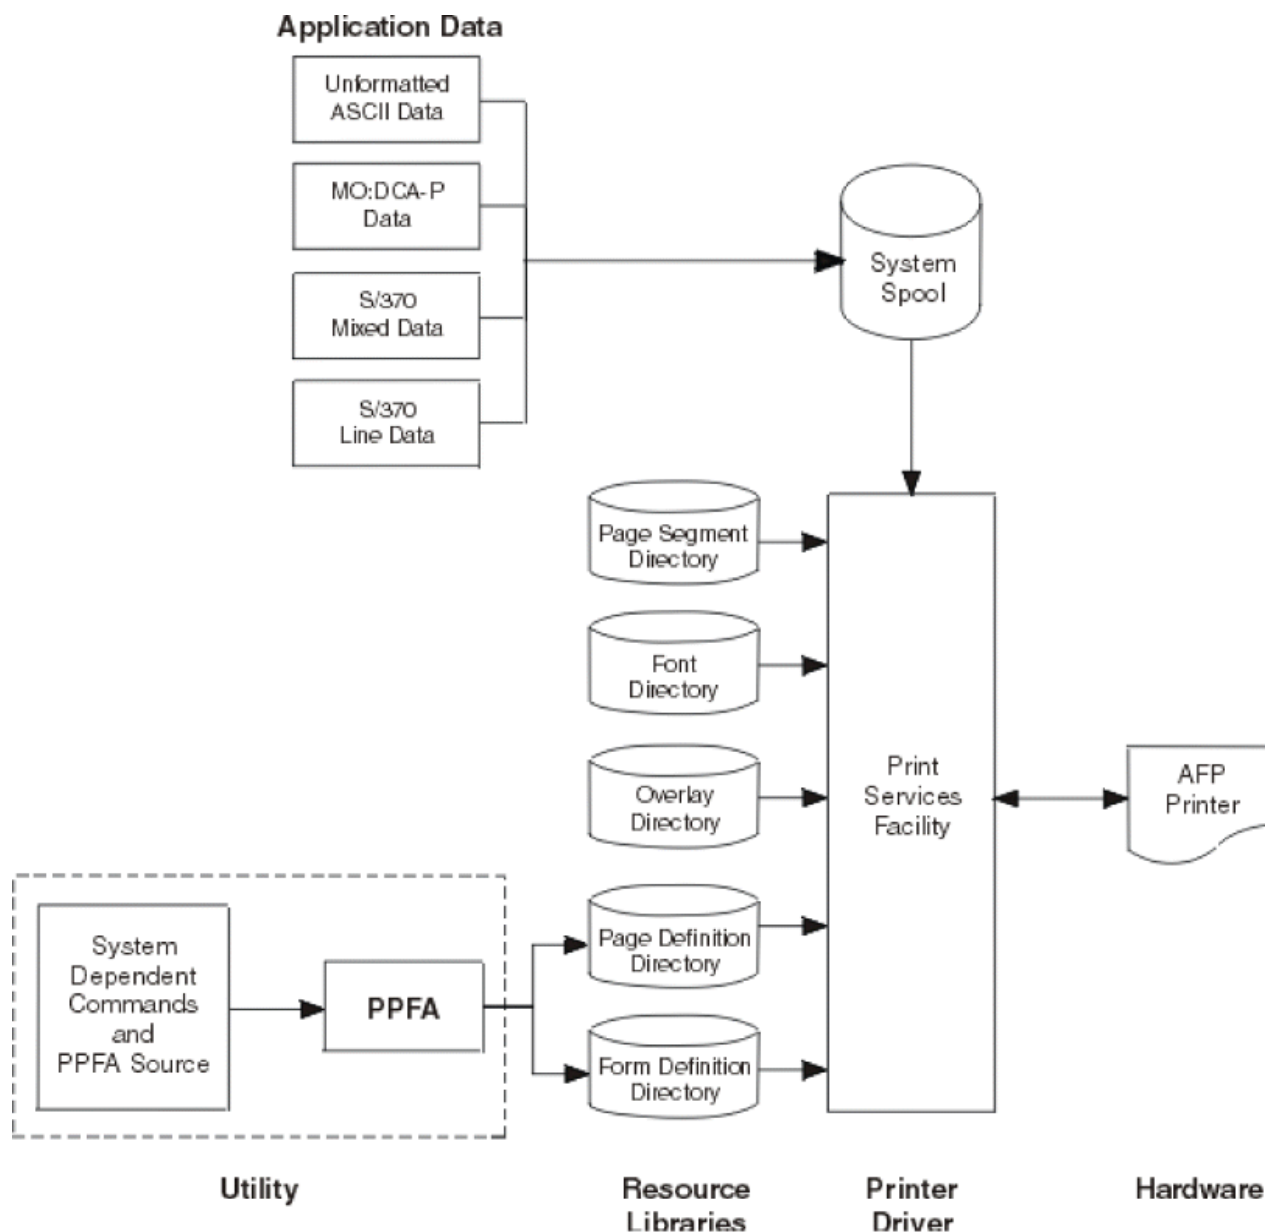 Application Data
Unformatted
ASCII Data
MO:DCA-P
Data
S/370
Mixed Data
S/370
Line Data
System
Spool
Page Segment
Directory
Font
Directory
Overlay
Directory
Page Definition
Directory
Form Definition
Directory
Print
Services
Facility
AFP
Printer
System
Dependent
Commands
and
PPFA Source
PPFA
Utility
Resource
Libraries
Printer
Driver
Hardware